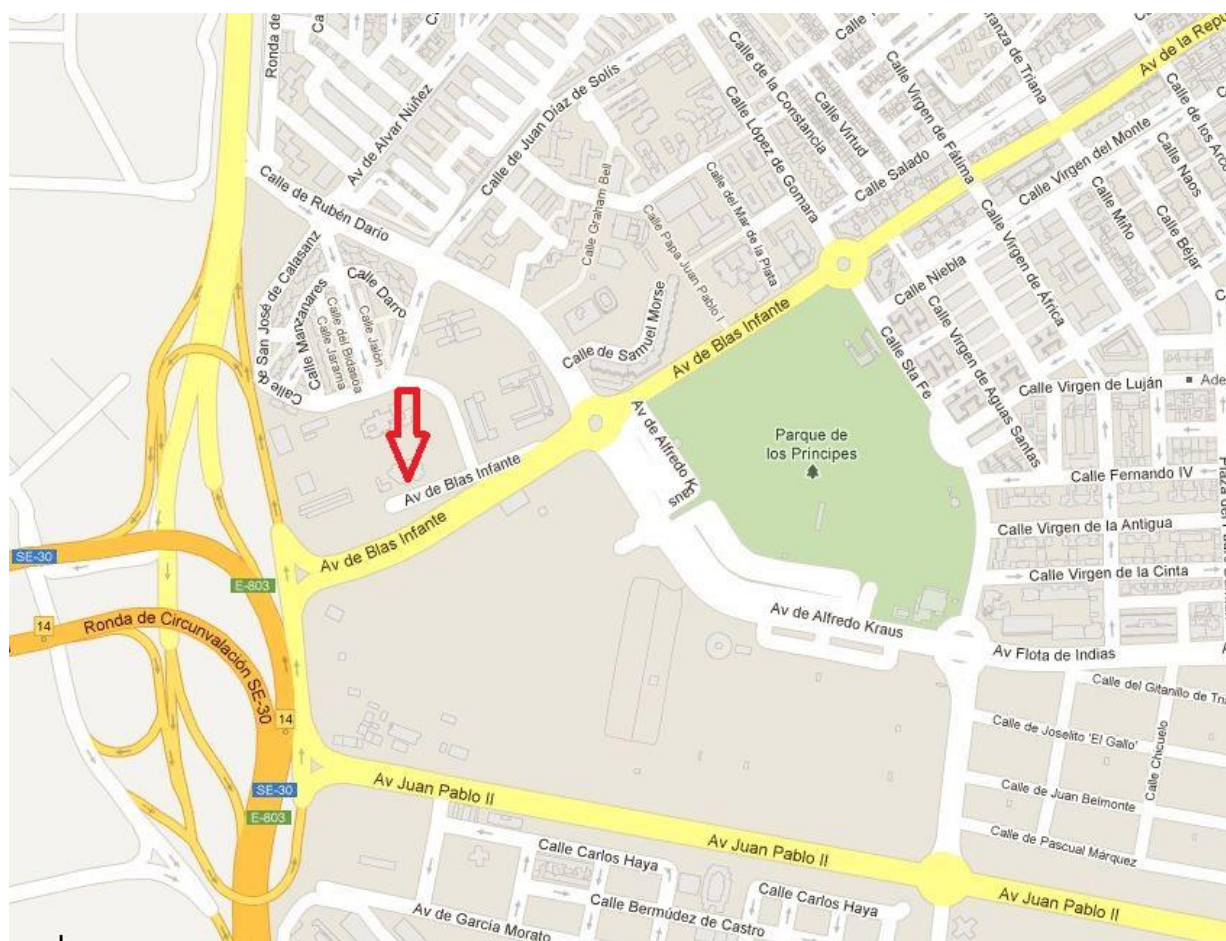 Ronda de
Av de Alvar Núñez
Calle de Juan Diaz de Solís
Calle de la Constancia
Calle Virtud
Calle Virgen de Fátima
anza de Triana
Av de la Repu
Calle López de Gomara
Calle Salado
Calle Virgen del Monte
Calle de los Arco
Calle Naos
Calle Miño
Calle Béjar
Calle de Rubén Darío
Calle Graham Bell
Calle del Mar de la Plata
Calle Papa Juan Pablo I
Calle Virgen de África
Calle Niebla
Calle de San José de Calasanz
Calle Darro
Calle Manzanares
Calle Jarama
Calle del Bidasoa
Calle Jalón
Calle de Samuel Morse
Av de Blas Infante
Calle Sta Fe
Calle Virgen de Aguas Santas
Calle Virgen de Luján
Ade
Av de Alfredo Kraus
Parque de
los Principes
Av de Blas Infante
Calle Fernando IV
Av de Blas Infante
Calle Virgen de la Antigua
SE-30
E-803
Calle Virgen de la Cinta
14
Ronda de Circunvalación SE-30
Av de Alfredo Kraus
Av Flota de Indias
Calle del Gitanillo de Tria
14
Calle de Joselito 'El Gallo'
Calle Chicuelo
SE-30
Av Juan Pablo II
Calle de Juan Belmonte
E-803
Av Juan Pablo II
Calle de Pascual Márquez
Calle Carlos Haya
Calle Carlos Haya
Av Juan Pablo II
Av de García Morato
Calle Bermúdez de Castro